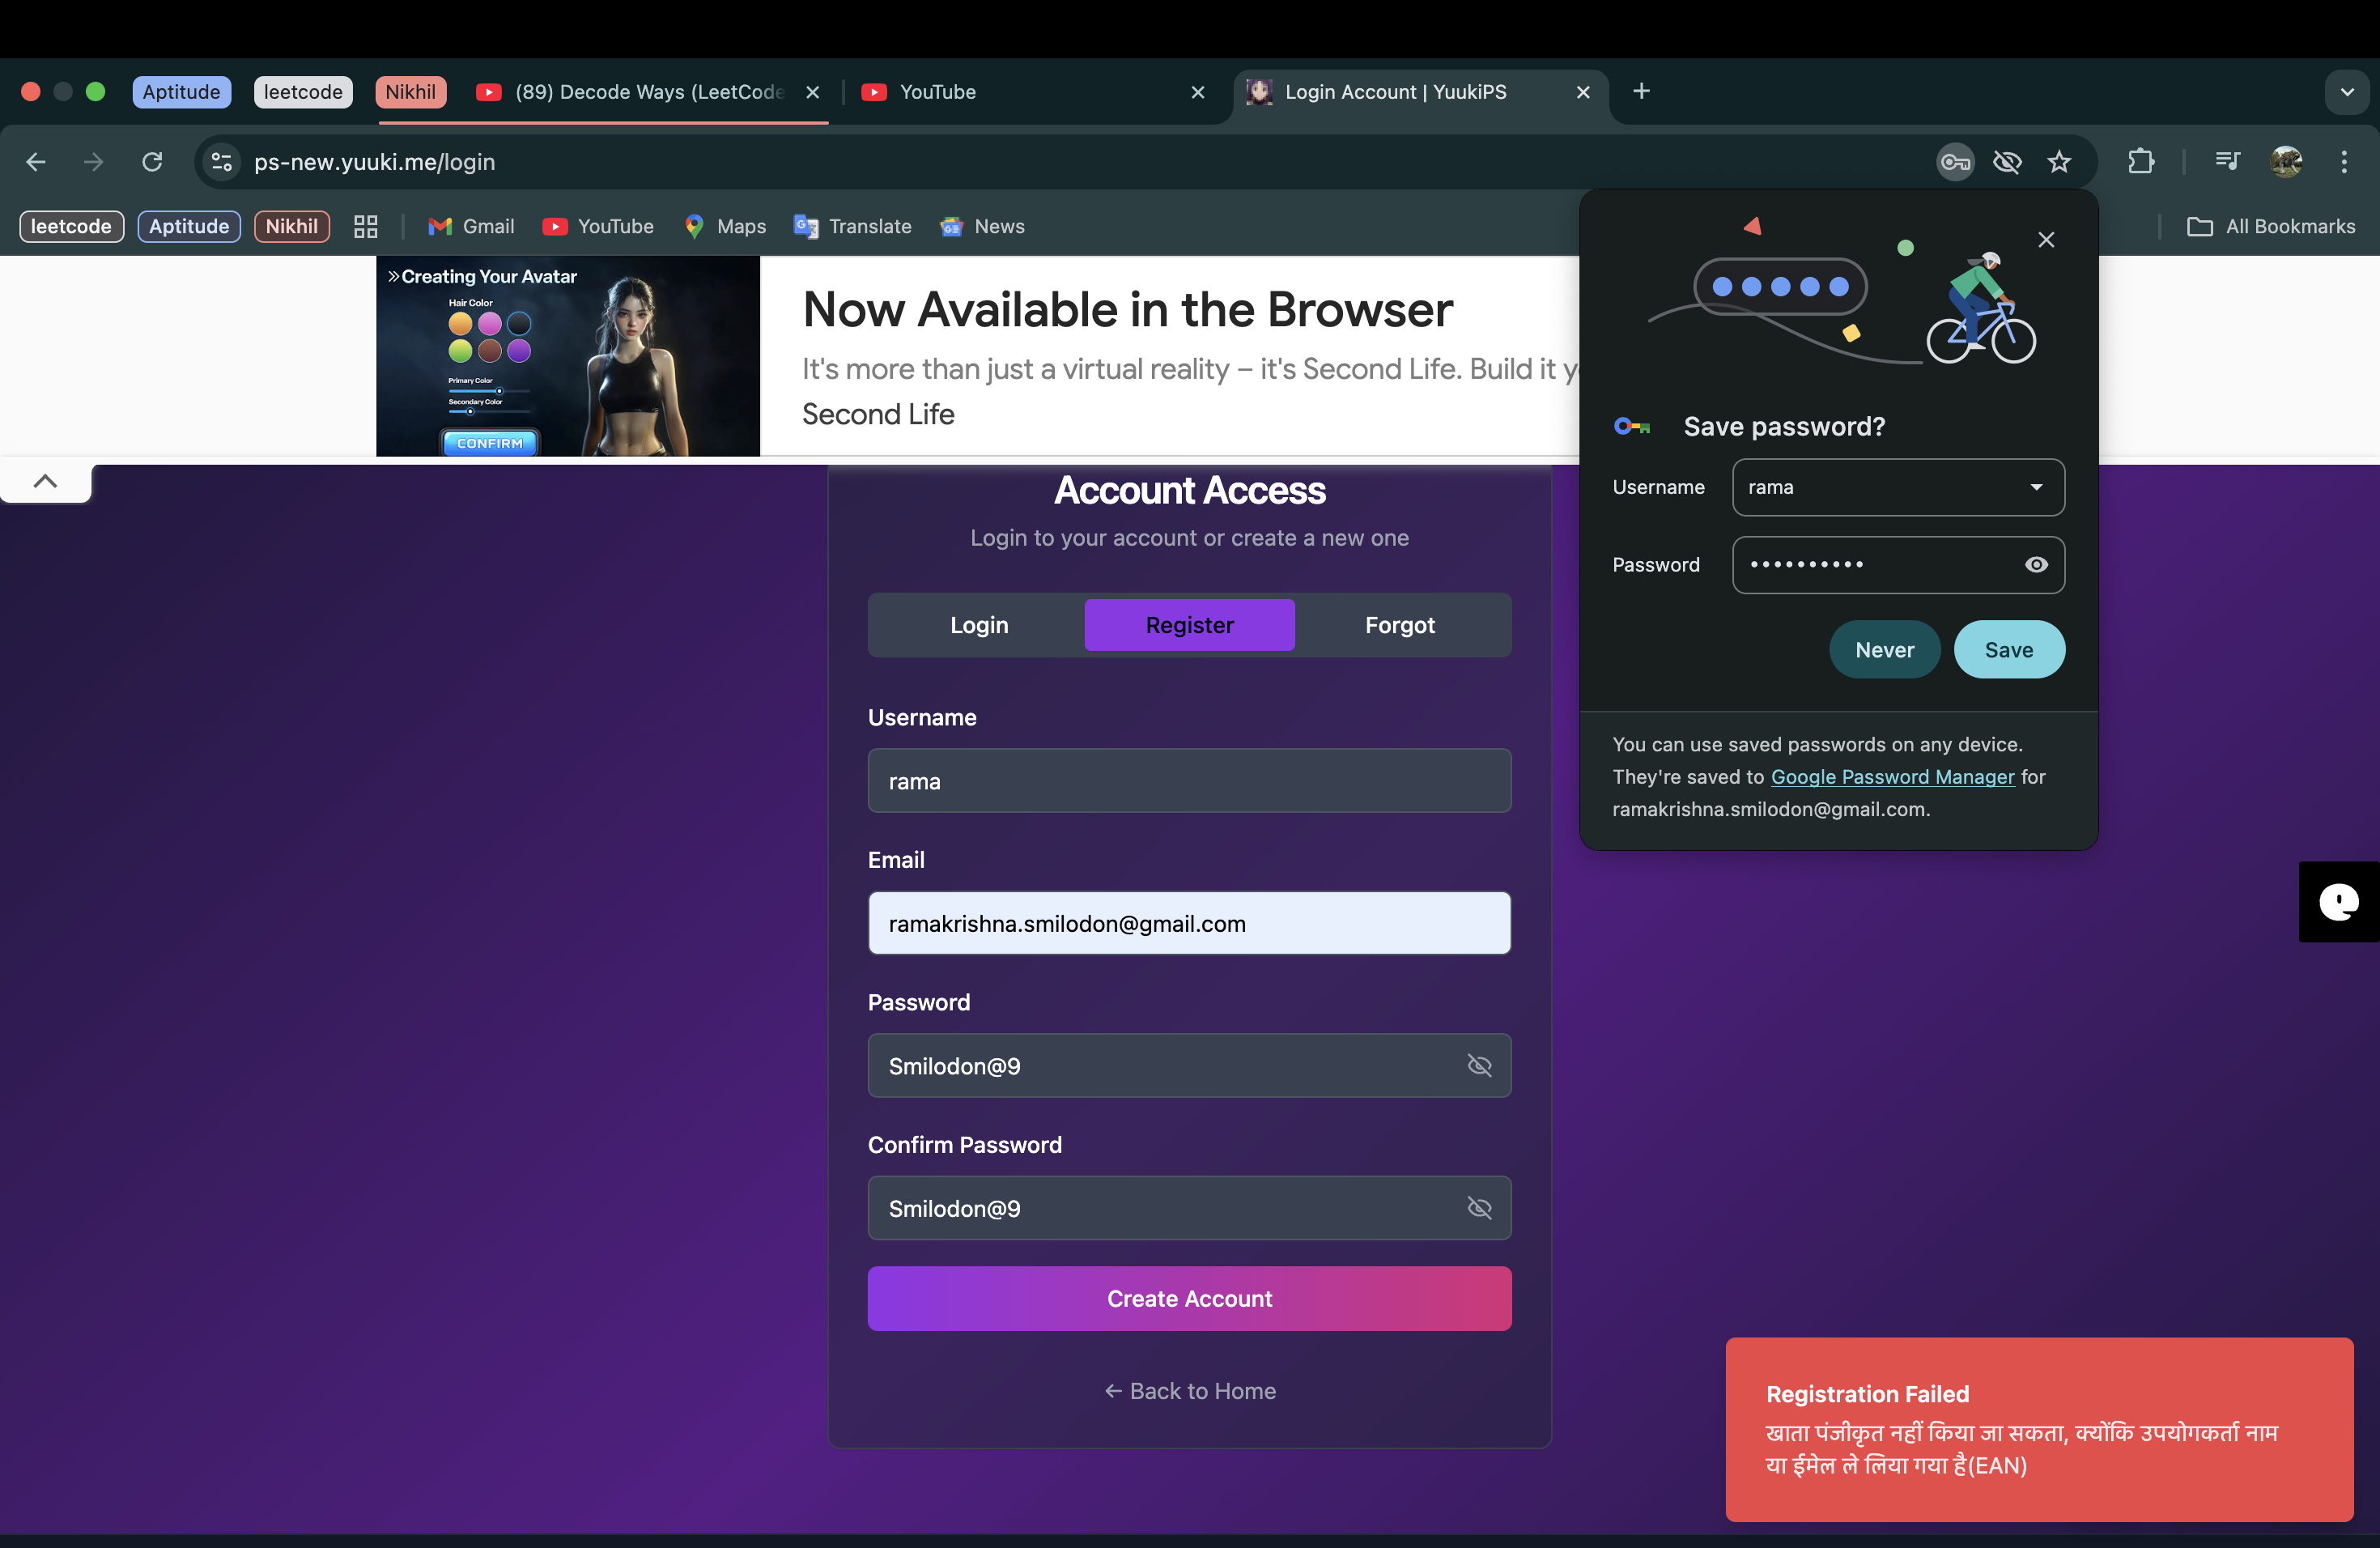 Aptitude
leetcode
Nikhil
(89) Decode Ways (LeetCode
YouTube
Login Account | YuukiPS
ps-new.yuuki.me/login
leetcode
Aptitude
Nikhil
Gmail
YouTube
Maps
Translate
News
All Bookmarks
»Creating Your Avatar
Hair Color
Primary Color
Secondary Color
CONFIRM
Now Available in the Browser
It's more than just a virtual reality – it's Second Life. Build it y
Second Life
Save password?
Username
rama
Password
••••••••••
Never
Save
You can use saved passwords on any device.
They're saved to Google Password Manager for
ramakrishna.smilodon@gmail.com.
Account Access
Login to your account or create a new one
Login
Register
Forgot
Username
rama
Email
ramakrishna.smilodon@gmail.com
Password
Smilodon@9
Confirm Password
Smilodon@9
Create Account
← Back to Home
Registration Failed
खाता पंजीकृत नहीं किया जा सकता, क्योंकि उपयोगकर्ता नाम
या ईमेल ले लिया गया है(EAN)